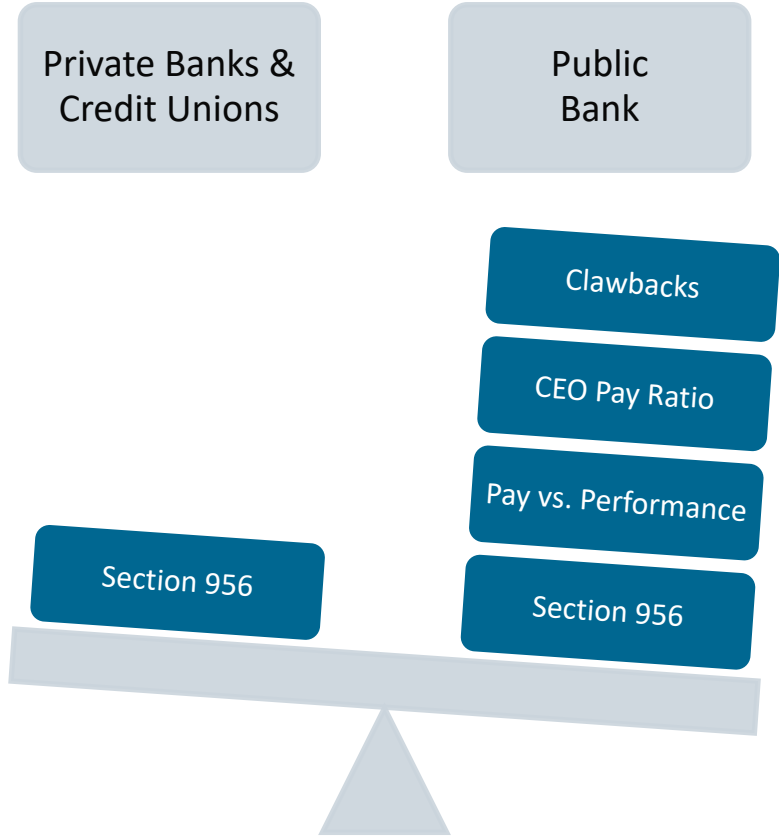 Private Banks &
Credit Unions
Public
Bank
Clawbacks
CEO Pay Ratio
Pay vs. Performance
Section 956
Section 956